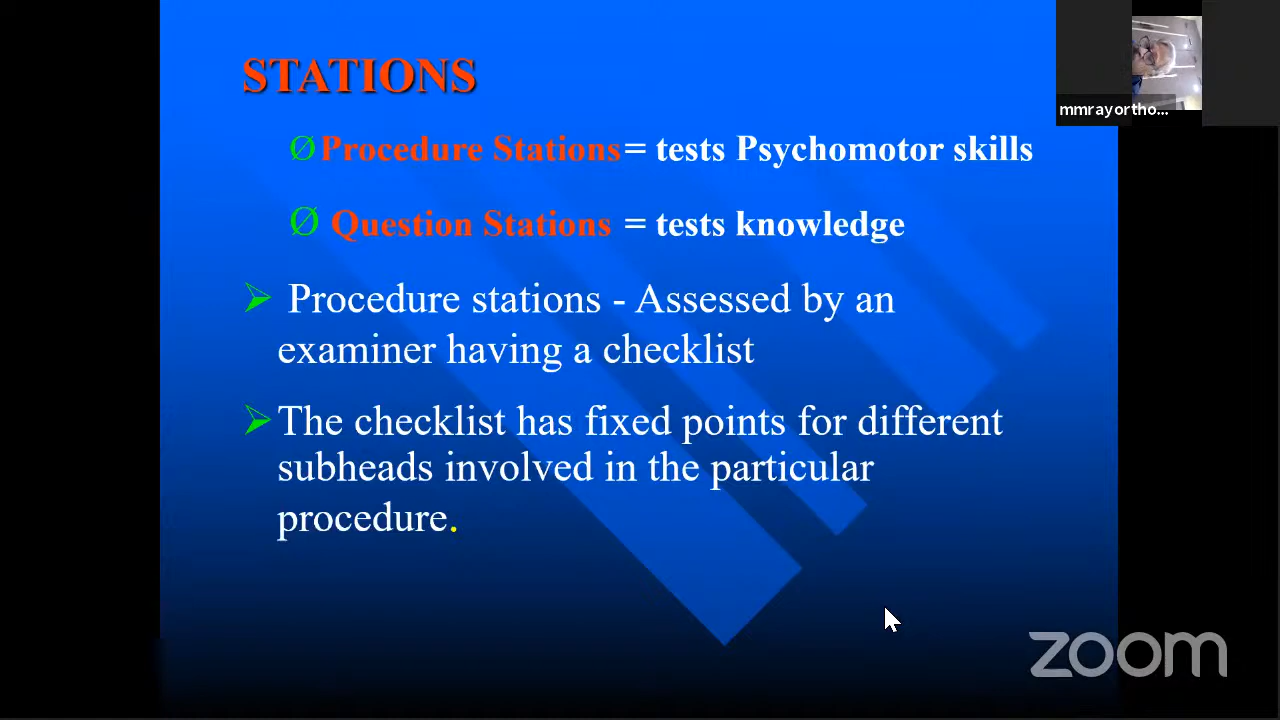 STATIONS
mmrayortho...
Ø Procedure Stations = tests Psychomotor skills
Ø Question Stations = tests knowledge
➢ Procedure stations - Assessed by an
examiner having a checklist
➢ The checklist has fixed points for different
subheads involved in the particular
procedure.
zoom